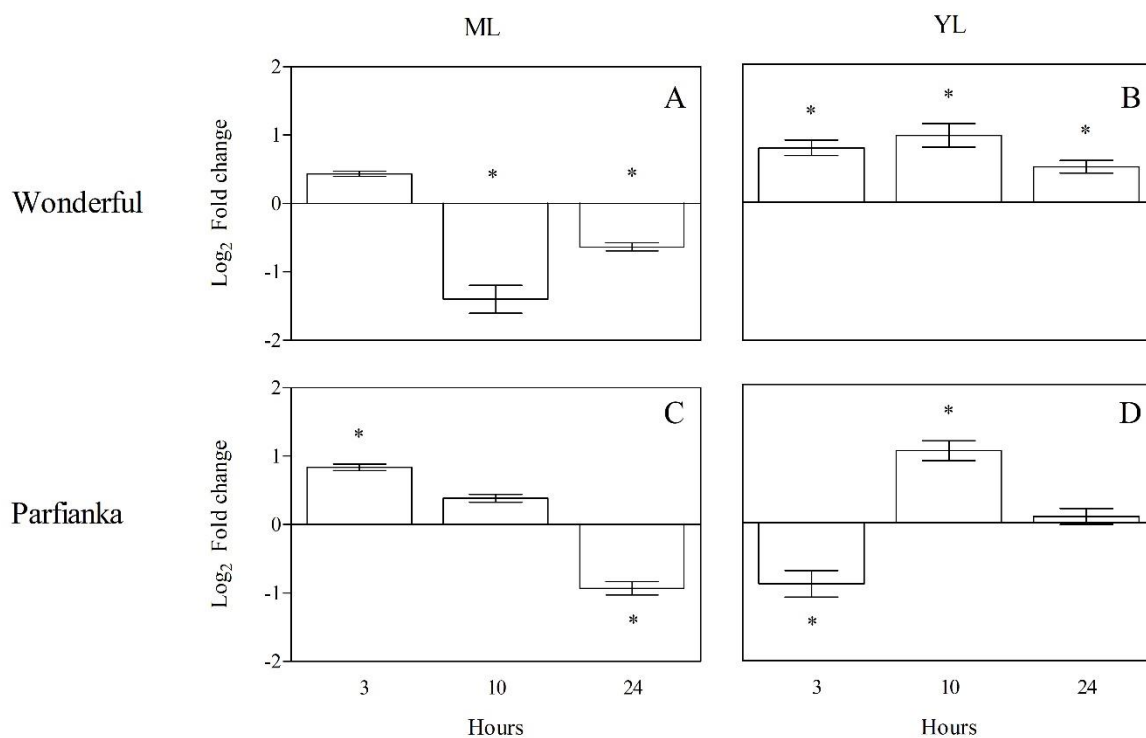 ML
YL
Wonderful
Log₂ Fold change
2
1
0
-1
-2
A
*
*
B
*
*
*
Parfianka
Log₂ Fold change
2
1
0
-1
-2
C
*
*
D
*
*
3
10
24
Hours
3
10
24
Hours